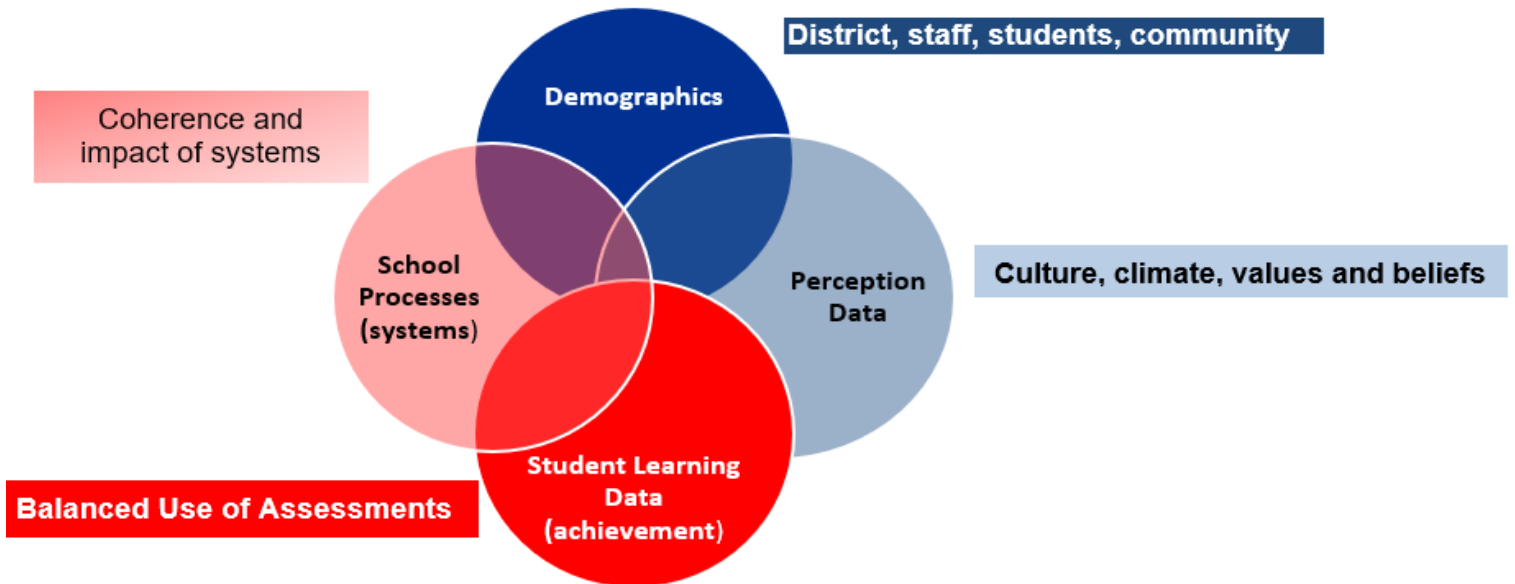 District, staff, students, community
Demographics
Coherence and
impact of systems
School
Processes
(systems)
Perception
Data
Culture, climate, values and beliefs
Student Learning
Data
(achievement)
Balanced Use of Assessments